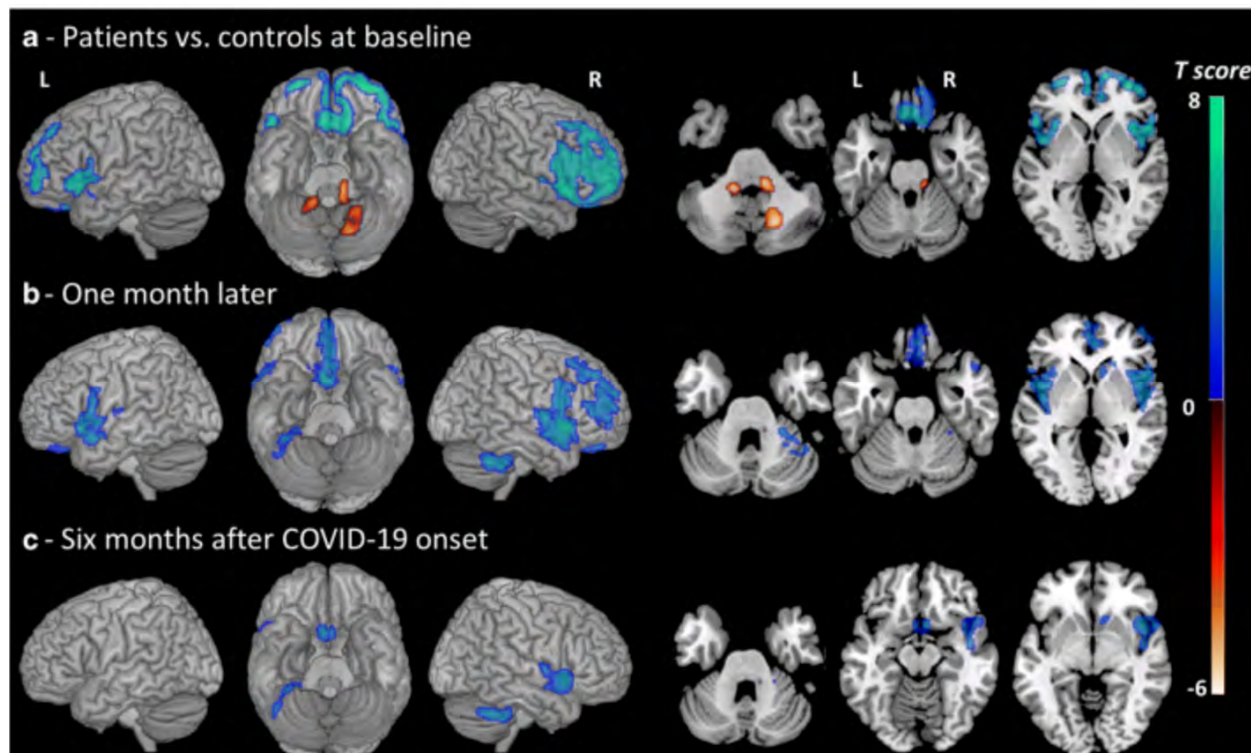 a - Patients vs. controls at baseline
L
R
L
R
T score
8
b - One month later
0
c - Six months after COVID-19 onset
-6